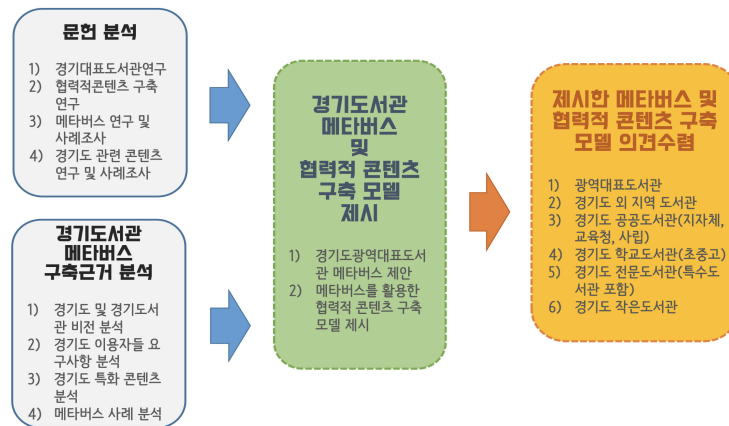 문헌 분석
1) 경기대표도서관연구
2) 협력적콘텐츠 구축
연구
3) 메타버스 연구 및
사례조사
4) 경기도 관련 콘텐츠
연구 및 사례조사
경기도서관
메타버스
구축근거 분석
1) 경기도 및 경기도서
관 비전 분석
2) 경기도 이용자들 요
구사항 분석
3) 경기도 특화 콘텐츠
분석
4) 메타버스 사례 분석
경기도서관
메타버스
및
협력적 콘텐츠
구축 모델
제시
1) 경기도광역대표도서
관 메타버스 제안
2) 메타버스를 활용한
협력적 콘텐츠 구축
모델 제시
제시한 메타버스 및
협력적 콘텐츠 구축
모델 의견수렴
1) 광역대표도서관
2) 경기도 외 지역 도서관
3) 경기도 공공도서관(지자체,
교육청, 사립)
4) 경기도 학교도서관(초중고)
5) 경기도 전문도서관(특수도
서관 포함)
6) 경기도 작은도서관